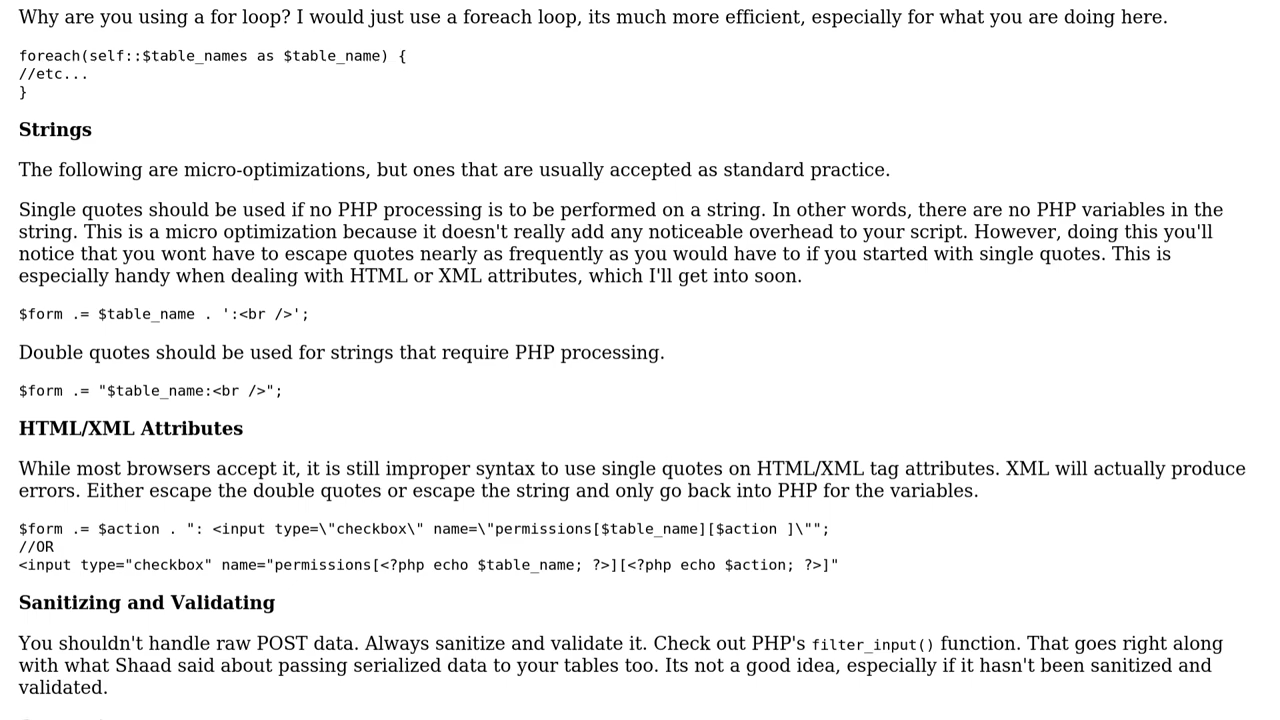 Why are you using a for loop? I would just use a foreach loop, its much more efficient, especially for what you are doing here.
foreach(self::$table_names as $table_name) {
//etc...
}
Strings
The following are micro-optimizations, but ones that are usually accepted as standard practice.
Single quotes should be used if no PHP processing is to be performed on a string. In other words, there are no PHP variables in the
string. This is a micro optimization because it doesn't really add any noticeable overhead to your script. However, doing this you'll
notice that you wont have to escape quotes nearly as frequently as you would have to if you started with single quotes. This is
especially handy when dealing with HTML or XML attributes, which I'll get into soon.
$form .= $table_name . ':<br />';
Double quotes should be used for strings that require PHP processing.
$form .= "$table_name:<br />";
HTML/XML Attributes
While most browsers accept it, it is still improper syntax to use single quotes on HTML/XML tag attributes. XML will actually produce
errors. Either escape the double quotes or escape the string and only go back into PHP for the variables.
$form .= $action . ": <input type=\"checkbox\" name=\"permissions[$table_name][$action ]\"";
//OR
<input type="checkbox" name="permissions[<?php echo $table_name; ?>][<?php echo $action; ?>]"
Sanitizing and Validating
You shouldn't handle raw POST data. Always sanitize and validate it. Check out PHP's filter_input() function. That goes right along
with what Shaad said about passing serialized data to your tables too. Its not a good idea, especially if it hasn't been sanitized and
validated.